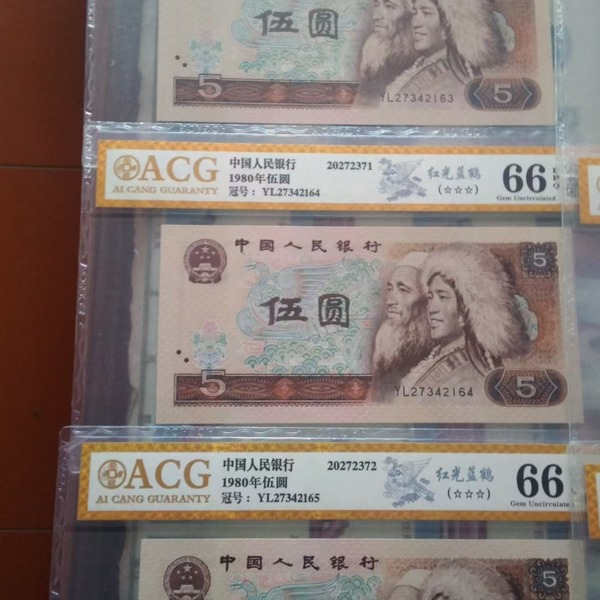 伍圆
5
YL27342163
5
ACG
AI CANG GUARANTY
中国人民银行
1980年伍圆
冠号: YL27342164
20272371
红光蓝鹤
(☆☆☆)
66
Gem Uncirculated
中国人民银行
5
伍圆
5
YL27342164
5
ACG
AI CANG GUARANTY
中国人民银行
1980年伍圆
冠号: YL27342165
20272372
红光蓝鹤
(☆☆☆)
66
Gem Uncirculate
中国人民银行
5